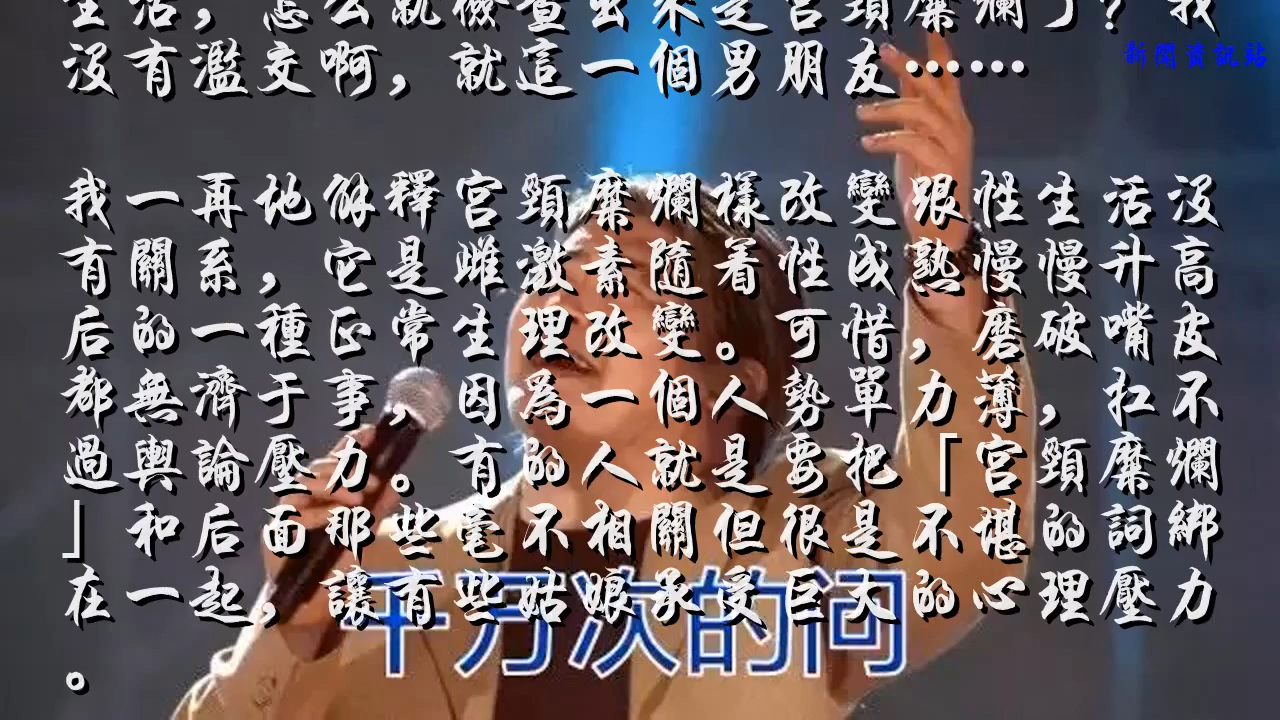 生活，怎么就檢查出來是宮頸糜爛了？我
沒有濫交啊，就這一個男朋友……
新聞資訊站
我一再地解釋宮頸糜爛樣改變跟性生活沒
有關系，它是雌激素隨着性成熟慢慢升高
后的一種正常生理改變。可惜，磨破嘴皮
都無濟于事，因爲一個人勢單力薄，扛不
過輿論壓力。有的人就是要把「宮頸糜爛
」和后面那些毫不相關但很是不堪的詞綁
在一起，讓有些姑娘承受巨大的心理壓力
。
千万次的问